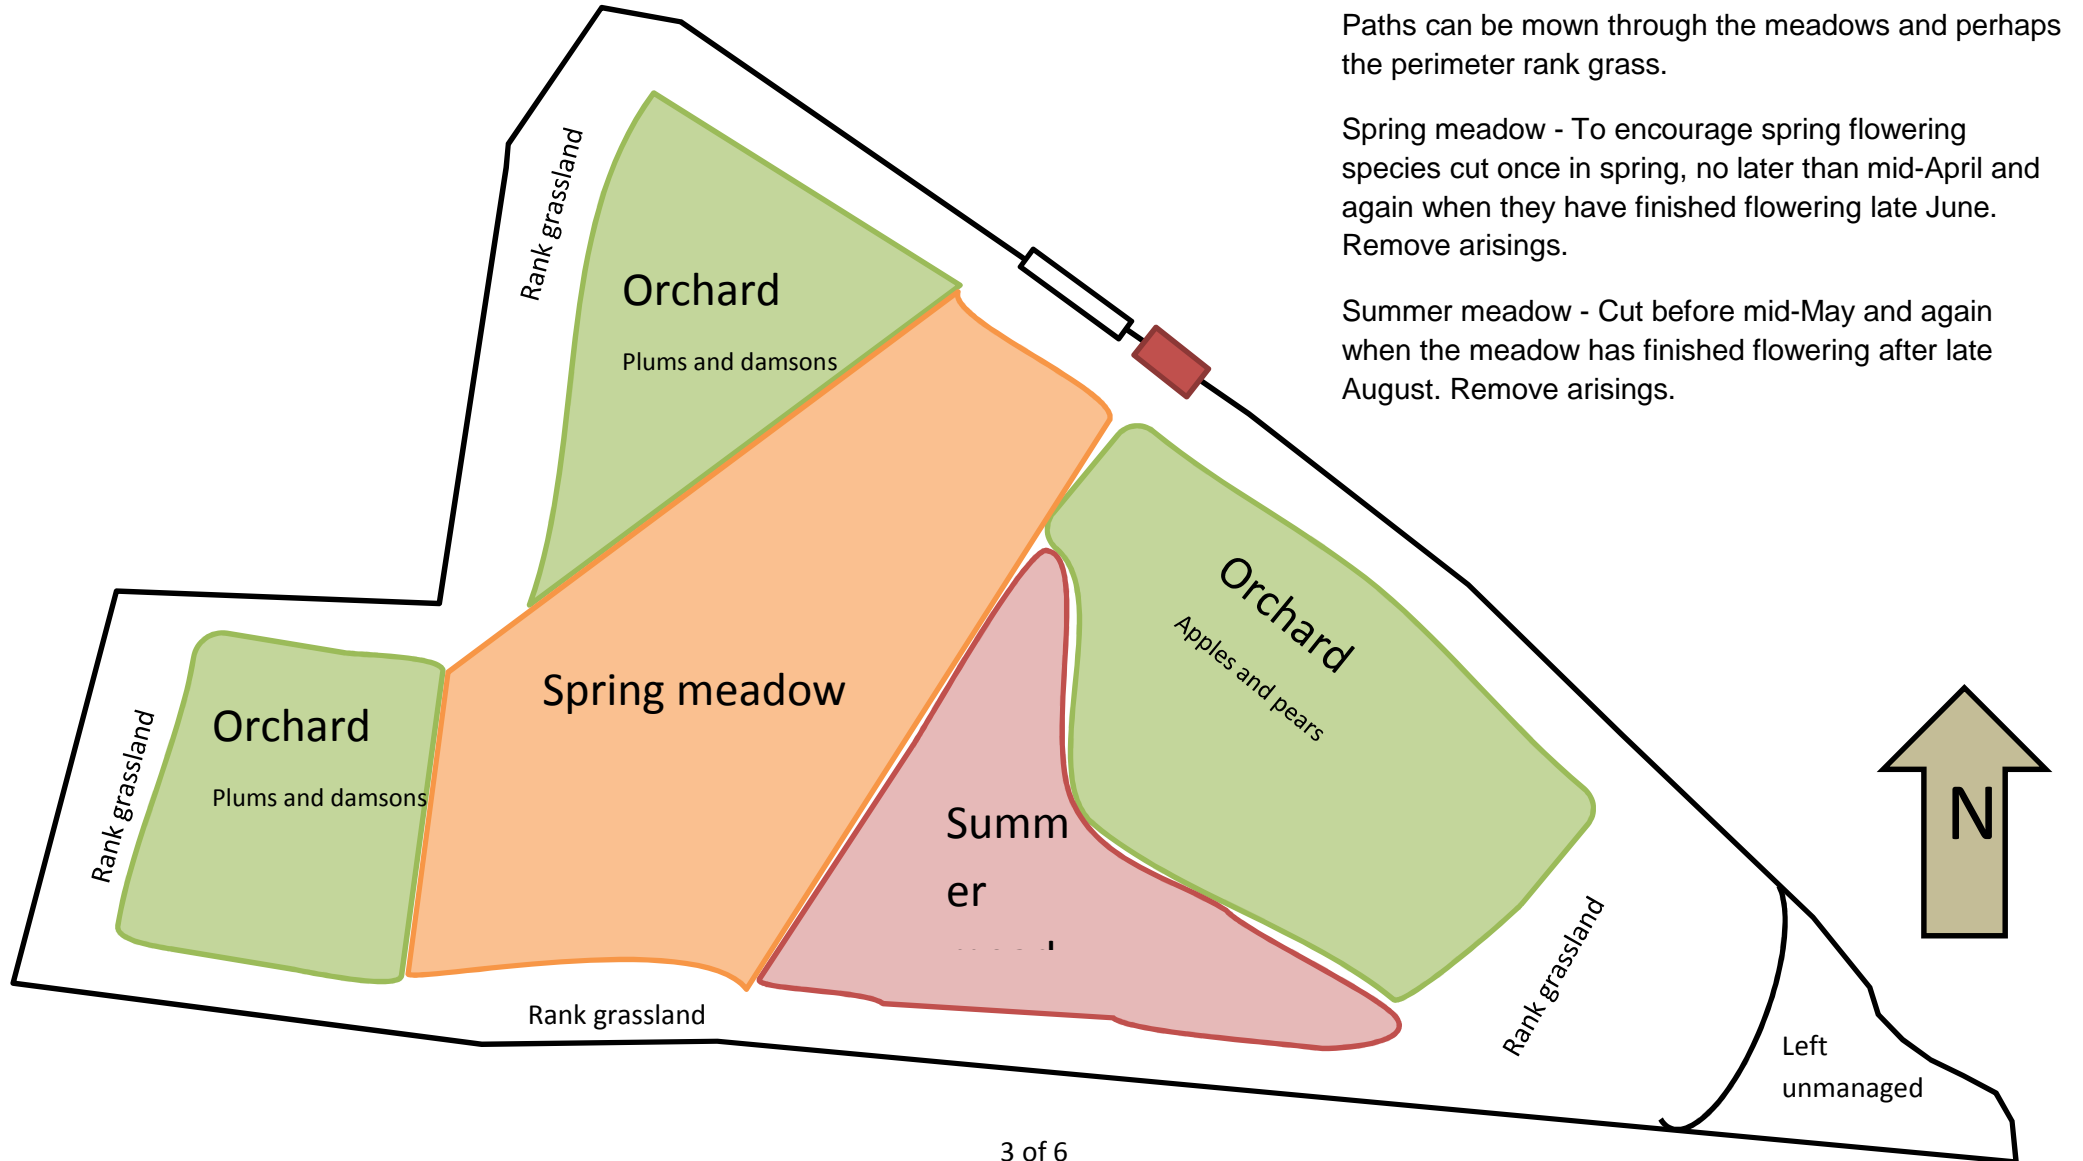 Paths can be mown through the meadows and perhaps
the perimeter rank grass.
Spring meadow - To encourage spring flowering
species cut once in spring, no later than mid-April and
again when they have finished flowering late June.
Remove arisings.
Summer meadow - Cut before mid-May and again
when the meadow has finished flowering after late
August. Remove arisings.
Rank grassland
Orchard
Plums and damsons
Orchard
Apples and pears
Spring meadow
Orchard
Plums and damsons
Rank grassland
Summ
er
N
Rank grassland
Rank grassland
Left
unmanaged
3 of 6